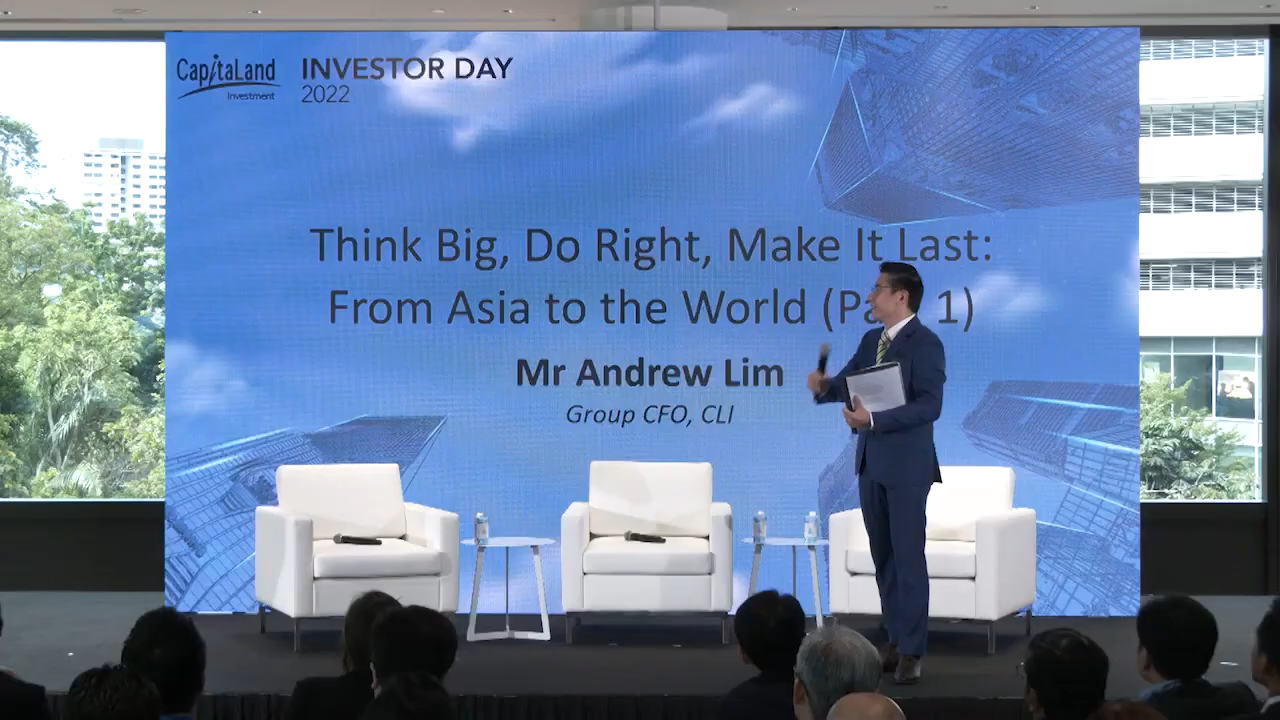 CapitaLand
Investment
INVESTOR DAY
2022
Think Big, Do Right, Make It Last:
From Asia to the World (Pa 1)
Mr Andrew Lim
Group CFO, CLI